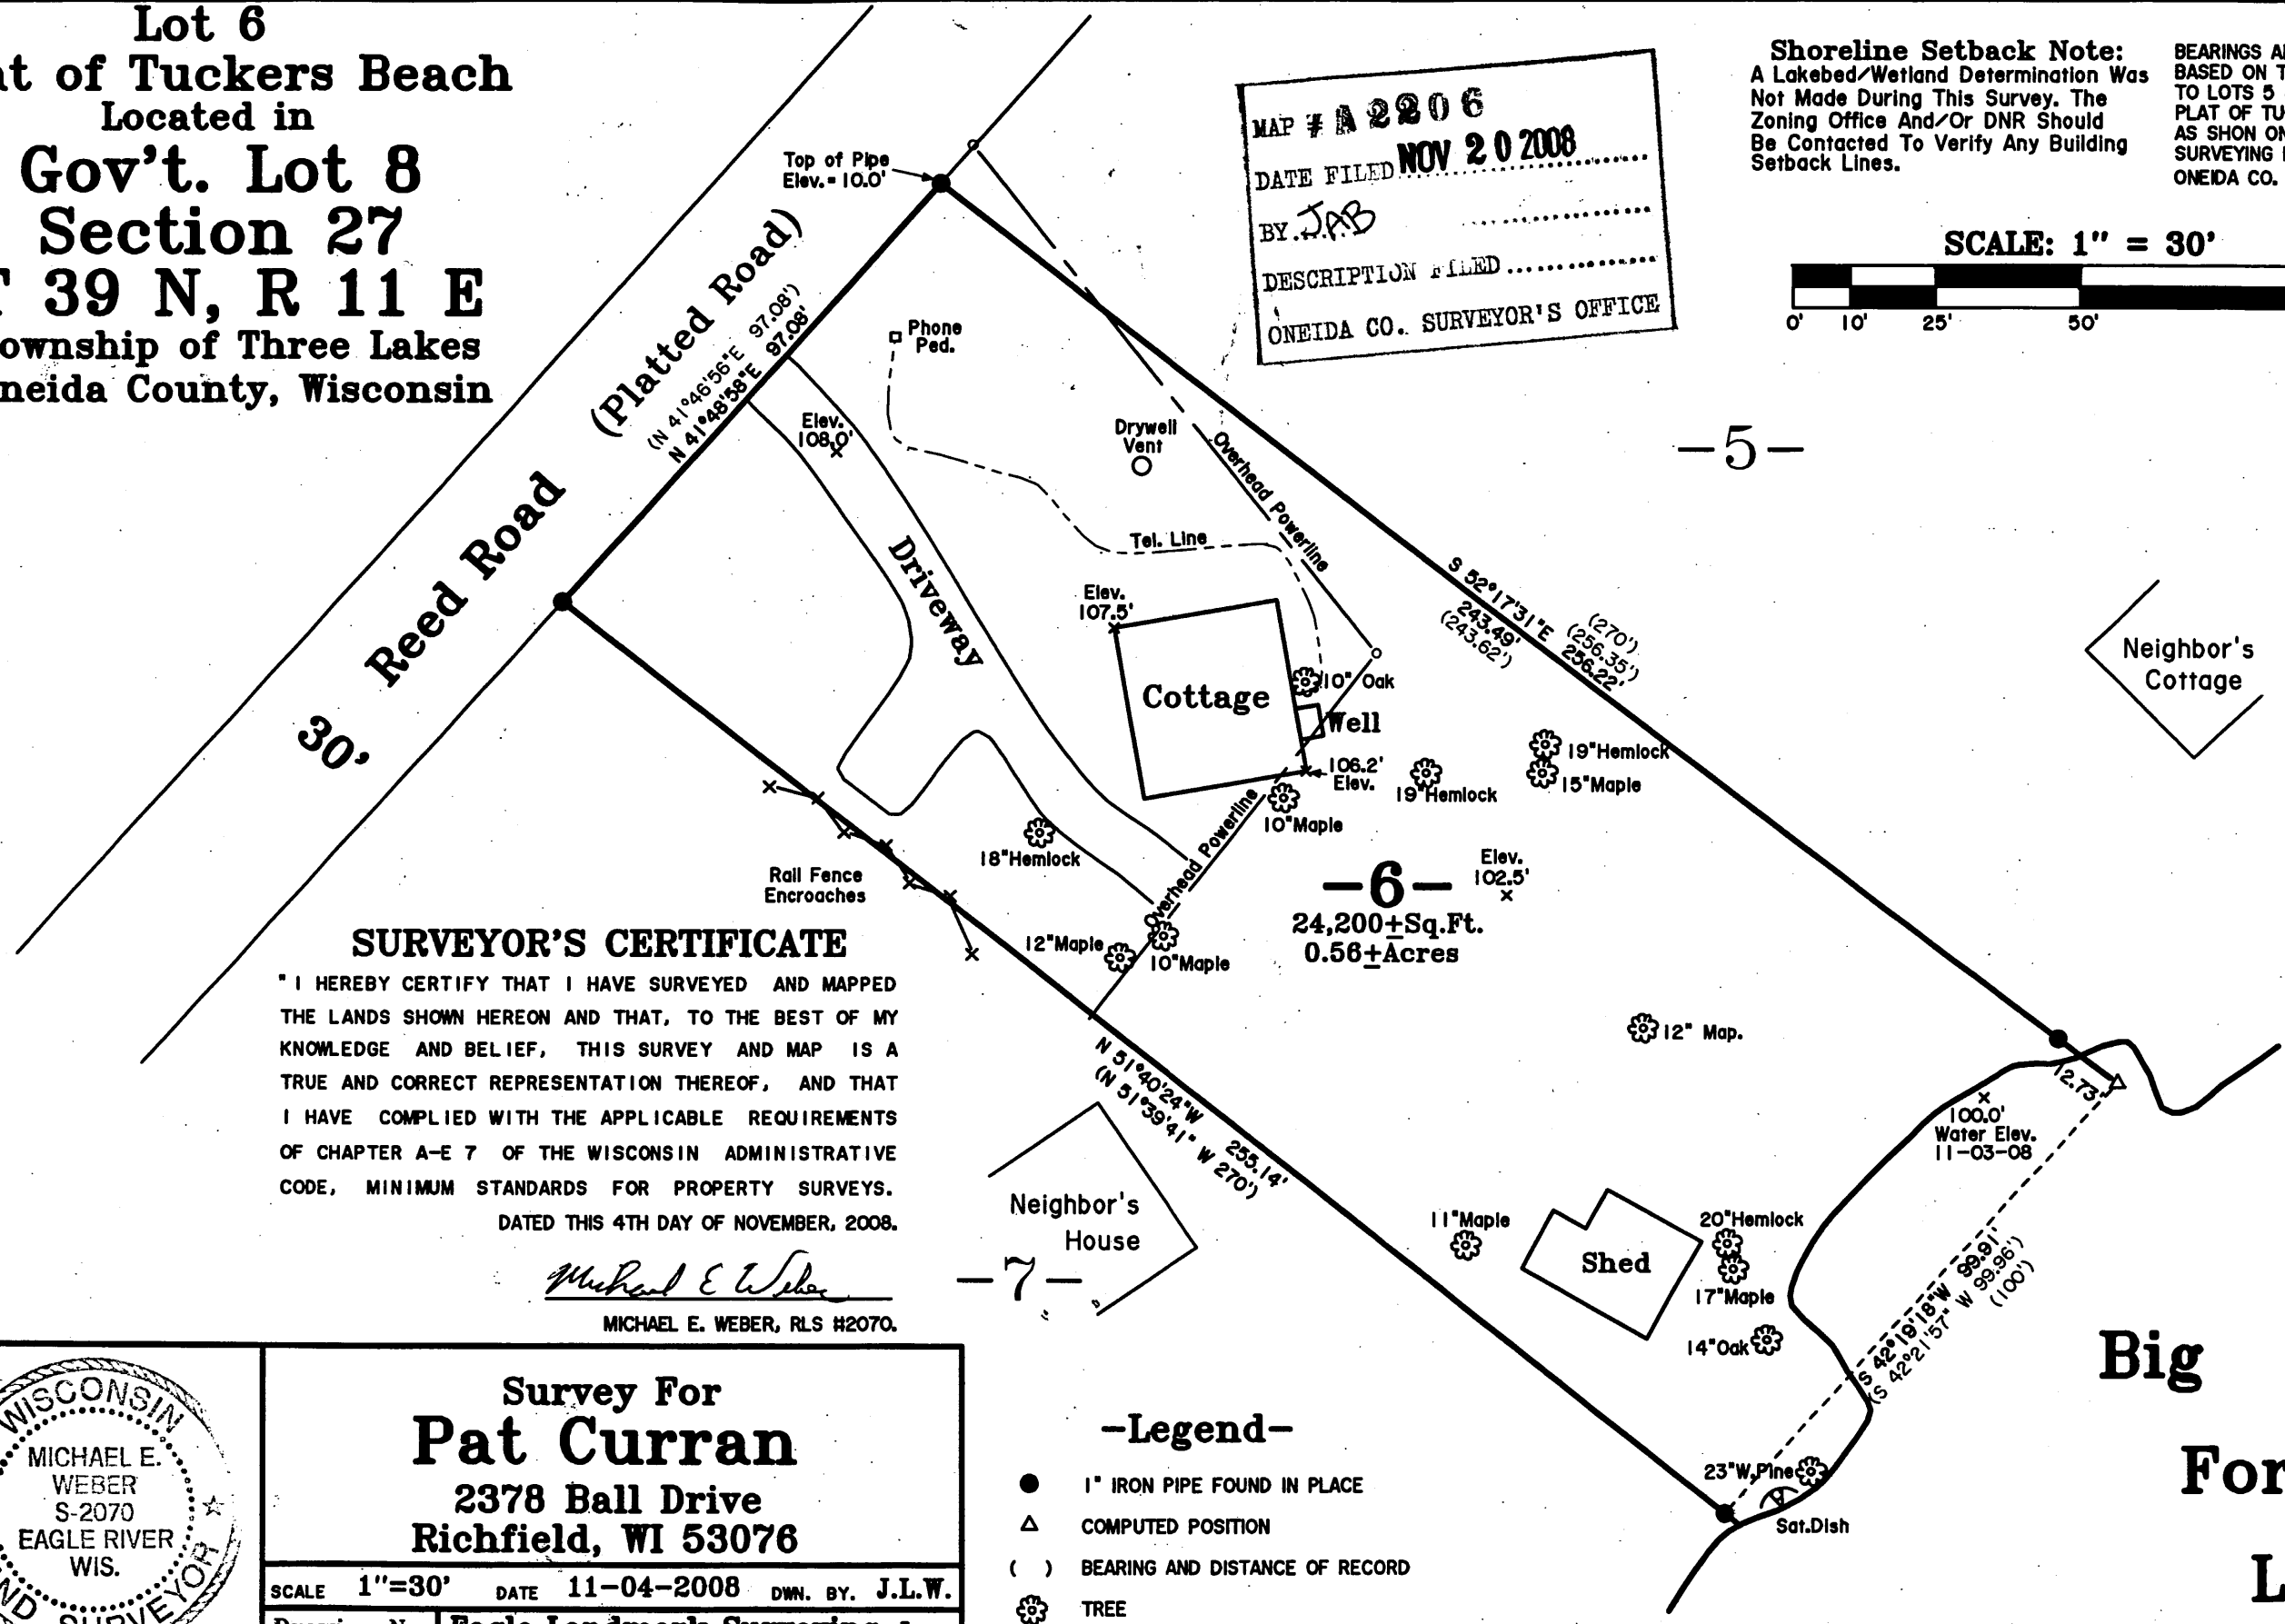 Lot 6
of Tuckers Beach
Located in
Gov't. Lot 8
Section 27
39 N, R 11 E
Three Lakes
County, Wisconsin
MAP # A 2206
DATE FILED NOV 20 2008
BY JAB
DESCRIPTION FILED
ONEIDA CO. SURVEYOR'S OFFICE
Shoreline Setback Note:
A Lakebed/Wetland Determination Was
Not Made During This Survey. The
Zoning Office And/Or DNR Should
Be Contacted To Verify Any Building
Setback Lines.
BEARINGS
BASED ON
TO LOTS 5
PLAT OF
AS SHON
SURVEYING
ONEIDA CO.
SCALE: 1" = 30'
0' 10' 25' 50'
Top of Pipe
Elev.=10.0'
Reed Road (Platted Road)
30'
(N 41°46'56"E 97.08')
N 41°48'58"E 97.08'
Phone
Ped.
Elev.
108.0'
Drywell
Vent
Overhead Powerline
Tel. Line
Driveway
Elev.
107.5'
Cottage
10" Oak
Well
106.2'
Elev.
S 52°17'31"E
243.49'
(243.62')
(270')
(256.35')
256.22'
-5-
Neighbor's
Cottage
19"Hemlock
15"Maple
19"Hemlock
10"Maple
Overhead Powerline
18"Hemlock
Rail Fence
Encroaches
12"Maple
10"Maple
-6-
24,200±Sq.Ft.
0.56±Acres
Elev.
102.5'
12" Map.
12.73'
100.0'
Water Elev.
11-03-08
N 51°40'24"W 255.14'
(N 51°39'41" W 270')
Neighbor's
House
-7-
11"Maple
Shed
20"Hemlock
17"Maple
14"Oak
S 42°19'18"W 99.91'
(S 42°21'57" W 99.96')
(100')
23"W.Pine
Sat.Dish
Big
SURVEYOR'S CERTIFICATE
" I HEREBY CERTIFY THAT I HAVE SURVEYED AND MAPPED
THE LANDS SHOWN HEREON AND THAT, TO THE BEST OF MY
KNOWLEDGE AND BELIEF, THIS SURVEY AND MAP IS A
TRUE AND CORRECT REPRESENTATION THEREOF, AND THAT
I HAVE COMPLIED WITH THE APPLICABLE REQUIREMENTS
OF CHAPTER A-E 7 OF THE WISCONSIN ADMINISTRATIVE
CODE, MINIMUM STANDARDS FOR PROPERTY SURVEYS.
DATED THIS 4TH DAY OF NOVEMBER, 2008.
Michael E Weber
MICHAEL E. WEBER, RLS #2070.
WISCONSIN
MICHAEL E.
WEBER
S-2070
EAGLE RIVER
WIS.
SURVEYOR
Survey For
Pat Curran
2378 Ball Drive
Richfield, WI 53076
SCALE 1"=30' DATE 11-04-2008 DWN. BY. J.L.W.
Eagle Landmark Surveying
-Legend-
1" IRON PIPE FOUND IN PLACE
COMPUTED POSITION
( ) BEARING AND DISTANCE OF RECORD
TREE